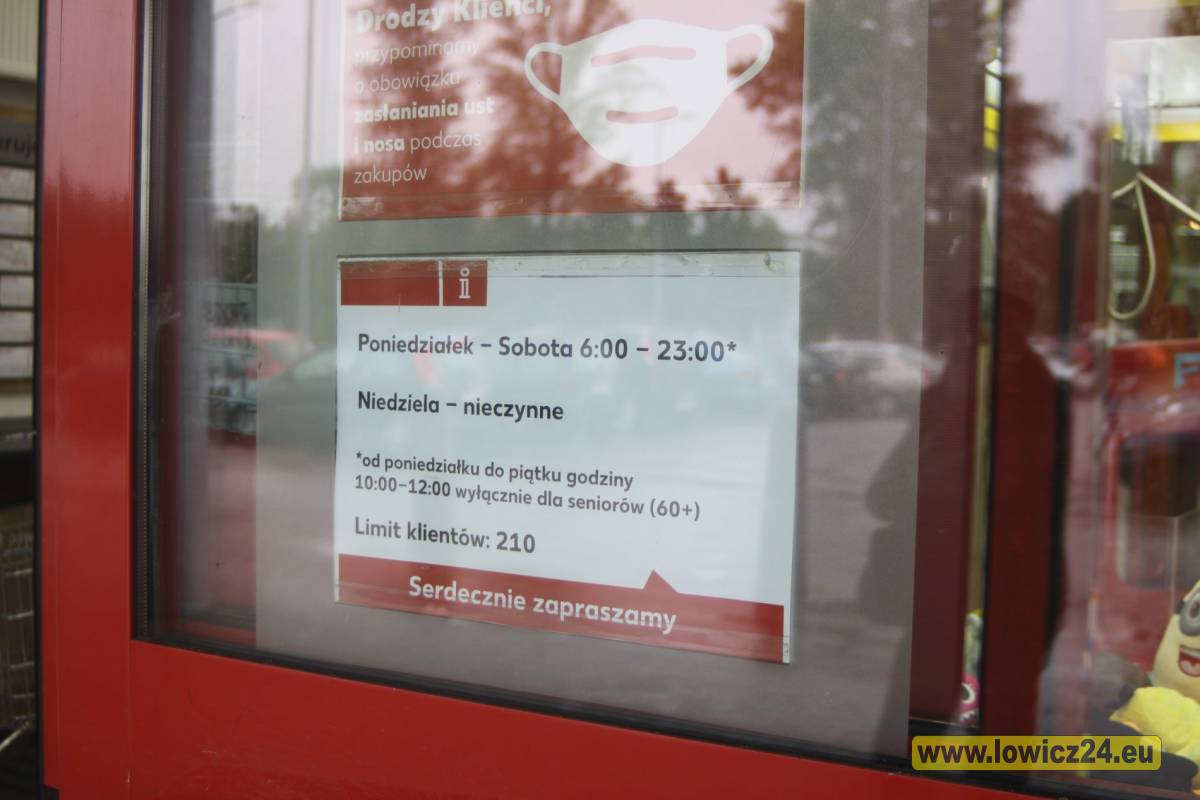 Drodzy Klienci,
przypominamy
o obowiązku
zasłaniania ust
i nosa podczas
zakupów
i
Poniedziałek – Sobota 6:00 – 23:00*
Niedziela – nieczynne
*od poniedziałku do piątku godziny
10:00–12:00 wyłącznie dla seniorów (60+)
Limit klientów: 210
Serdecznie zapraszamy
www.lowicz24.eu